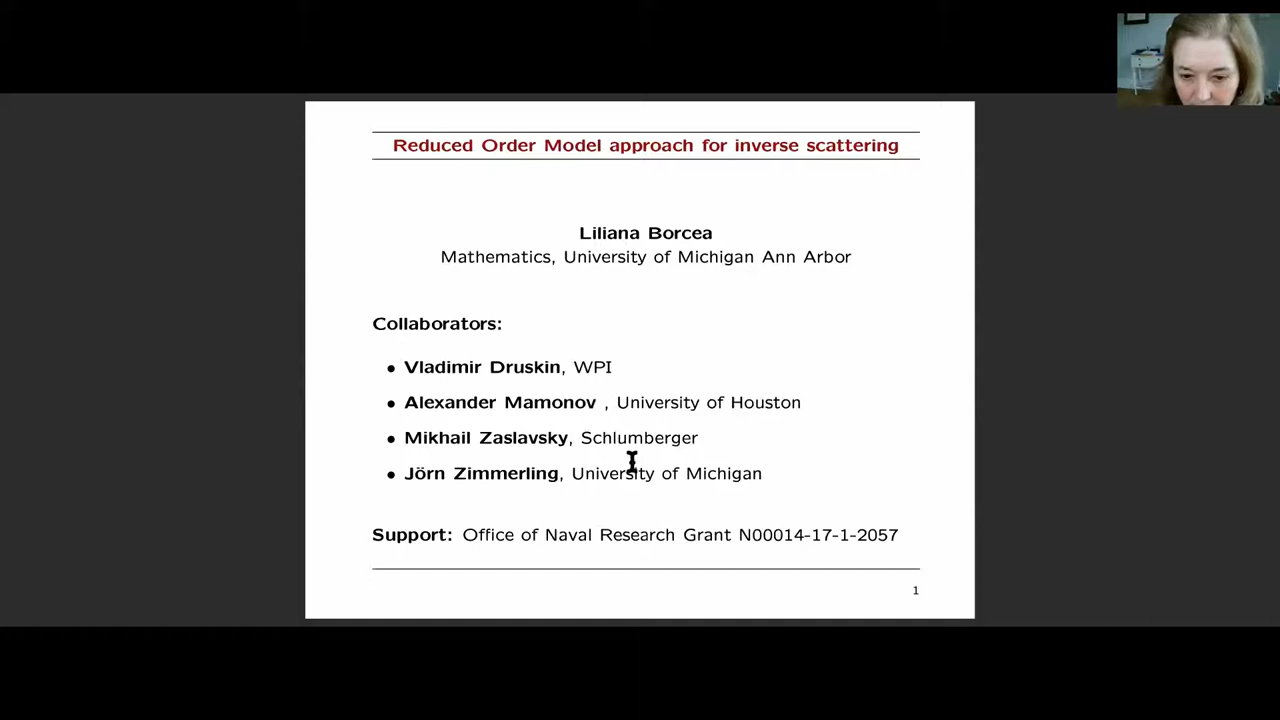 Reduced Order Model approach for inverse scattering
Liliana Borcea
Mathematics, University of Michigan Ann Arbor
Collaborators:
• Vladimir Druskin, WPI
• Alexander Mamonov , University of Houston
• Mikhail Zaslavsky, Schlumberger
• Jörn Zimmerling, University of Michigan
Support: Office of Naval Research Grant N00014-17-1-2057
1